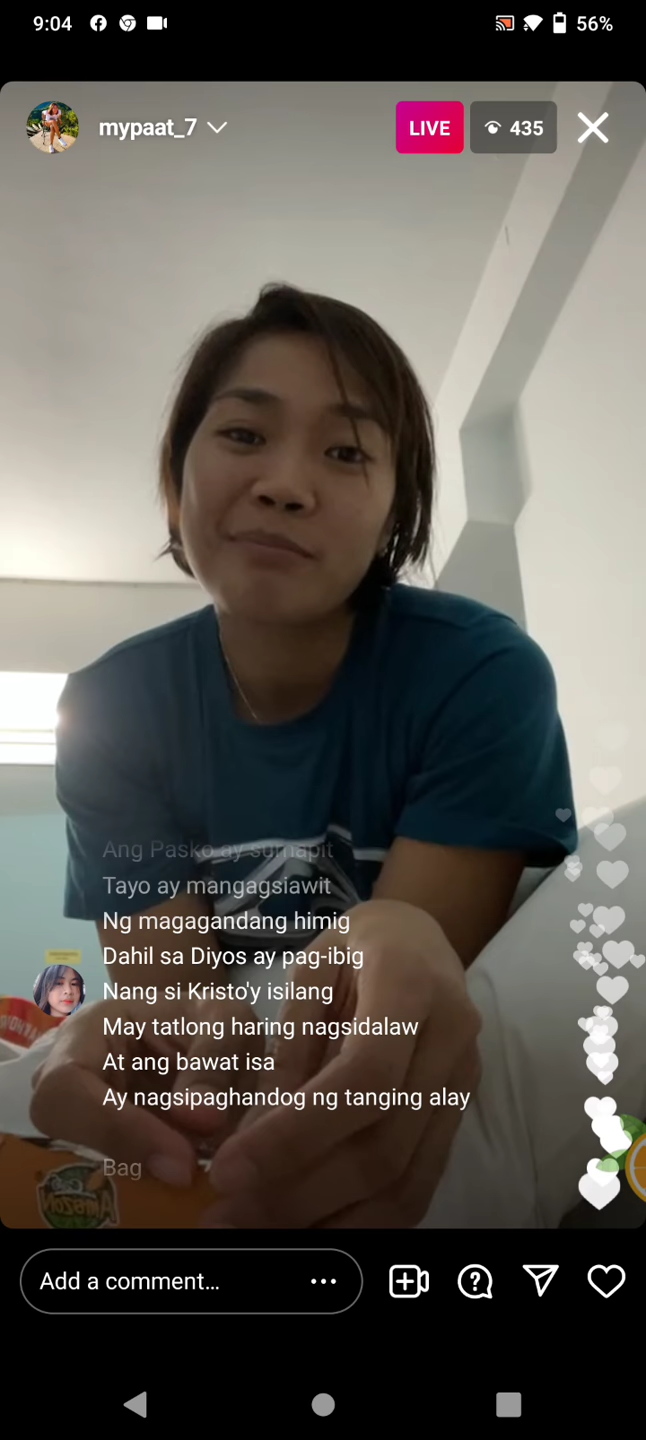 9:04
56%
mypaat_7
LIVE
435
Ang Pasko ay sumapit
Tayo ay mangagsiawit
Ng magagandang himig
Dahil sa Diyos ay pag-ibig
Nang si Kristo'y isilang
May tatlong haring nagsidalaw
At ang bawat isa
Ay nagsipaghandog ng tanging alay
Bag
AMAZON
Add a comment...